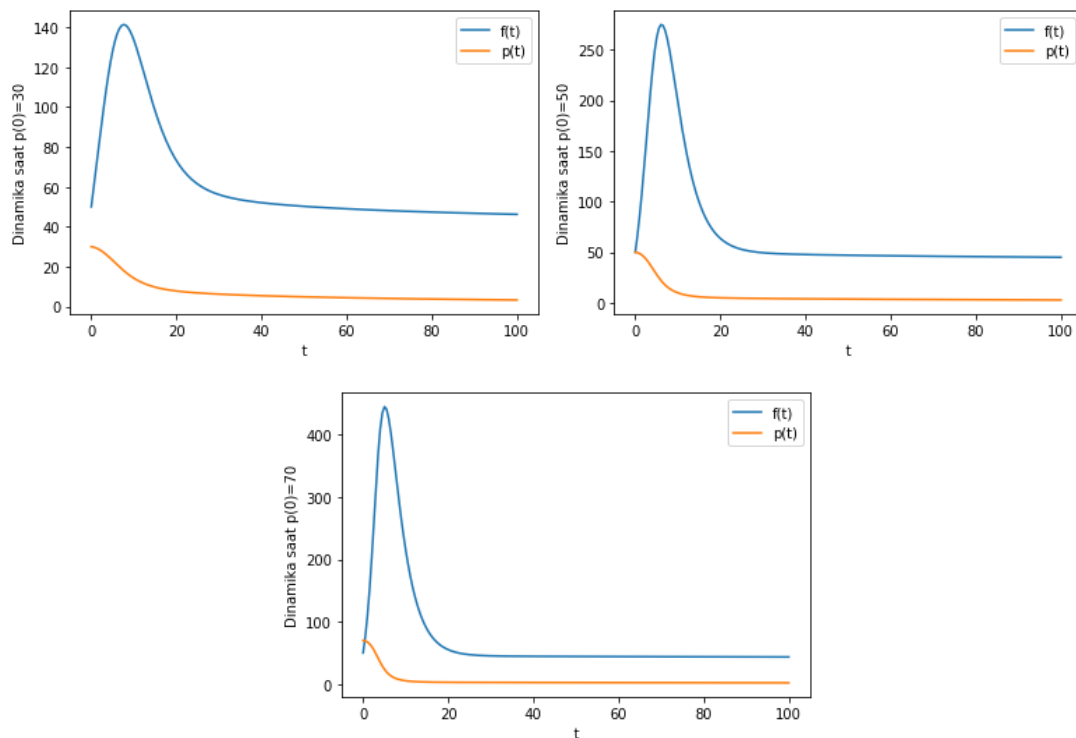 Dinamika saat p(0)=30
140
120
100
80
60
40
20
0
0 20 40 60 80 100
t
f(t)
p(t)
Dinamika saat p(0)=50
250
200
150
100
50
0
0 20 40 60 80 100
t
f(t)
p(t)
Dinamika saat p(0)=70
400
300
200
100
0
0 20 40 60 80 100
t
f(t)
p(t)